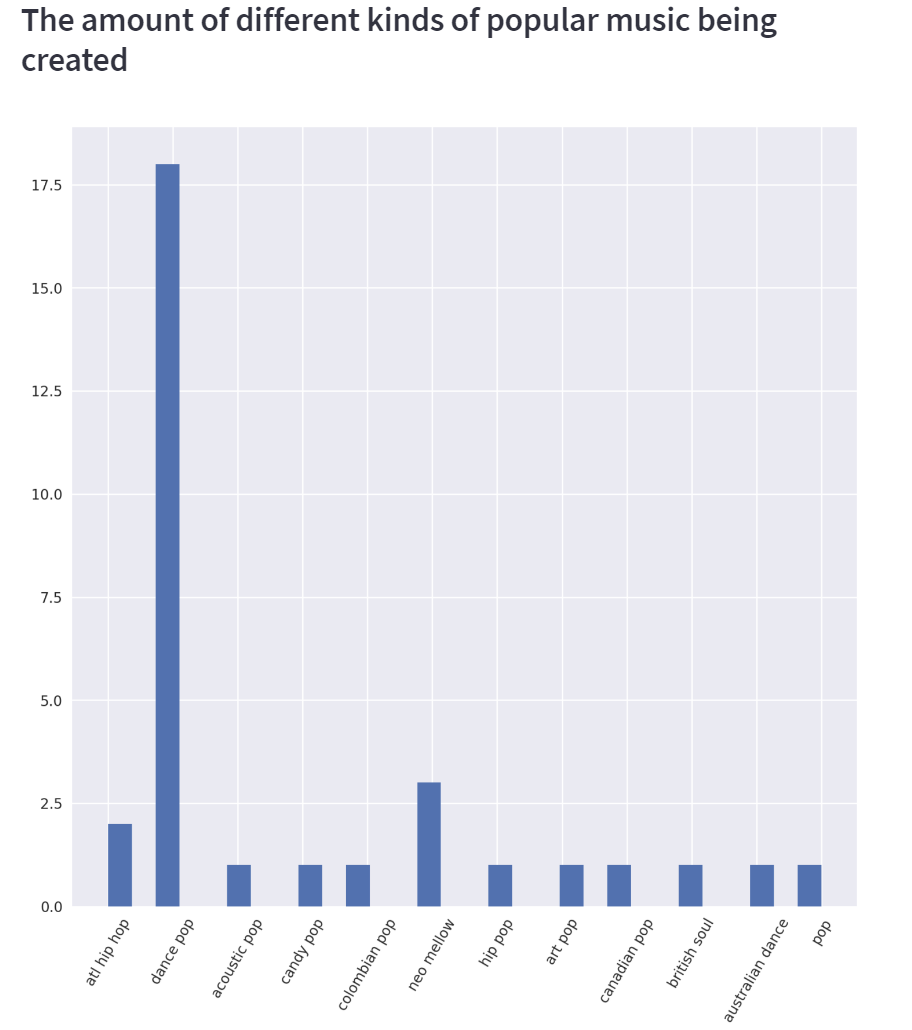 The amount of different kinds of popular music being
created
17.5
15.0
12.5
10.0
7.5
5.0
2.5
0.0
atl hip hop
dance pop
acoustic pop
candy pop
colombian pop
neo mellow
hip pop
art pop
canadian pop
british soul
australian dance
pop